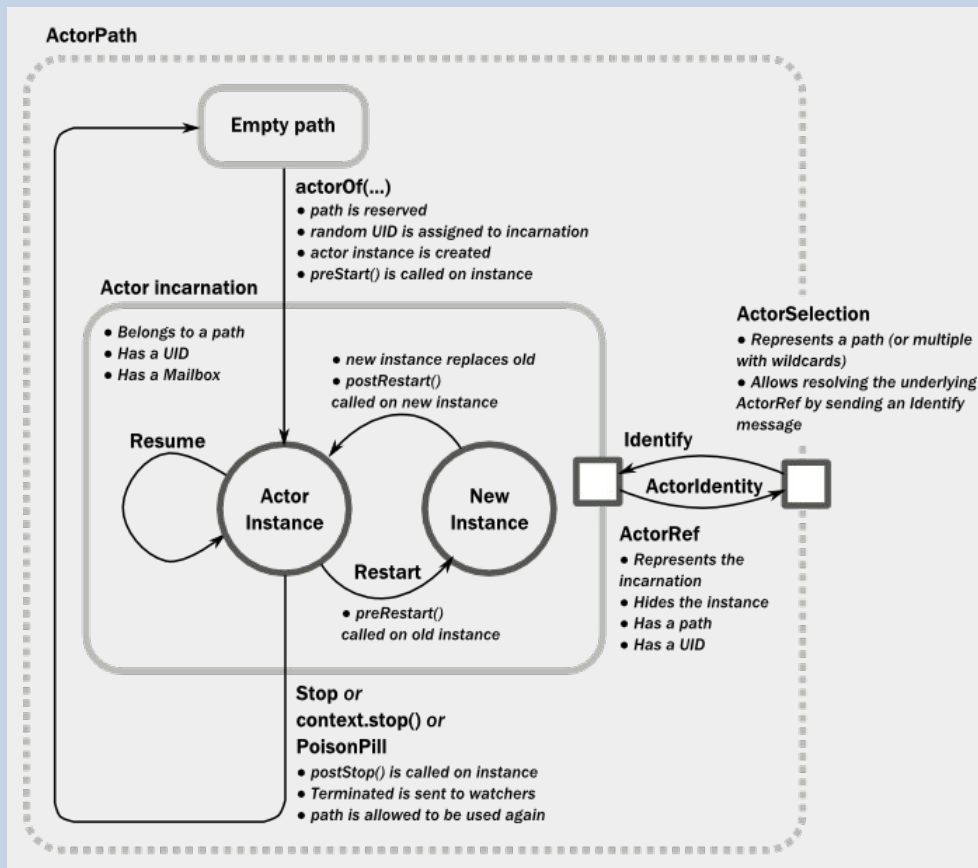 ActorPath
Empty path
actorOf(...)
● path is reserved
● random UID is assigned to incarnation
● actor instance is created
● preStart() is called on instance
Actor incarnation
● Belongs to a path
● Has a UID
● Has a Mailbox
● new instance replaces old
● postRestart()
called on new instance
Resume
Actor
Instance
New
Instance
Restart
● preRestart()
called on old instance
ActorSelection
● Represents a path (or multiple
with wildcards)
● Allows resolving the underlying
ActorRef by sending an Identify
message
Identify
ActorIdentity
ActorRef
● Represents the
incarnation
● Hides the instance
● Has a path
● Has a UID
Stop or
context.stop() or
PoisonPill
● postStop() is called on instance
● Terminated is sent to watchers
● path is allowed to be used again